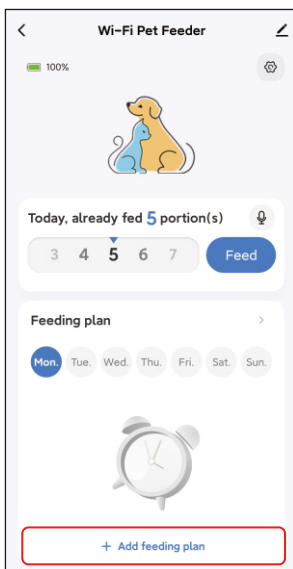 Wi-Fi Pet Feeder
100%
Today, already fed 5 portion(s)
3 4 5 6 7 Feed
Feeding plan
Mon. Tue. Wed. Thu. Fri. Sat. Sun.
+ Add feeding plan